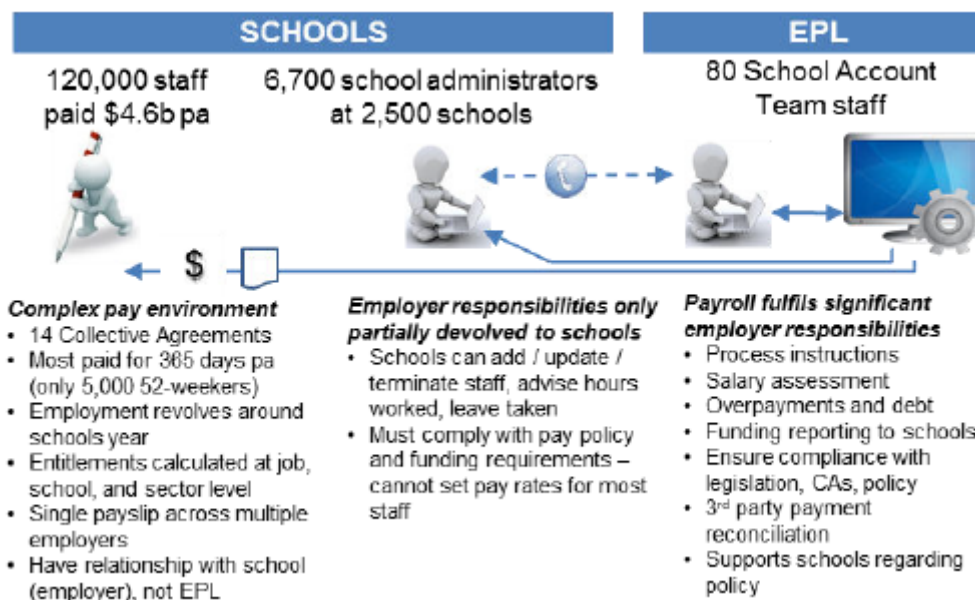 SCHOOLS
EPL
120,000 staff
paid $4.6b pa
6,700 school administrators
at 2,500 schools
80 School Account
Team staff
$
Complex pay environment
• 14 Collective Agreements
• Most paid for 365 days pa
(only 5,000 52-weekers)
• Employment revolves around
schools year
• Entitlements calculated at job,
school, and sector level
• Single payslip across multiple
employers
• Have relationship with school
(employer), not EPL
Employer responsibilities only
partially devolved to schools
• Schools can add / update /
terminate staff, advise hours
worked, leave taken
• Must comply with pay policy
and funding requirements –
cannot set pay rates for most
staff
Payroll fulfils significant
employer responsibilities
• Process instructions
• Salary assessment
• Overpayments and debt
• Funding reporting to schools
• Ensure compliance with
legislation, CAs, policy
• 3rd party payment
reconciliation
• Supports schools regarding
policy